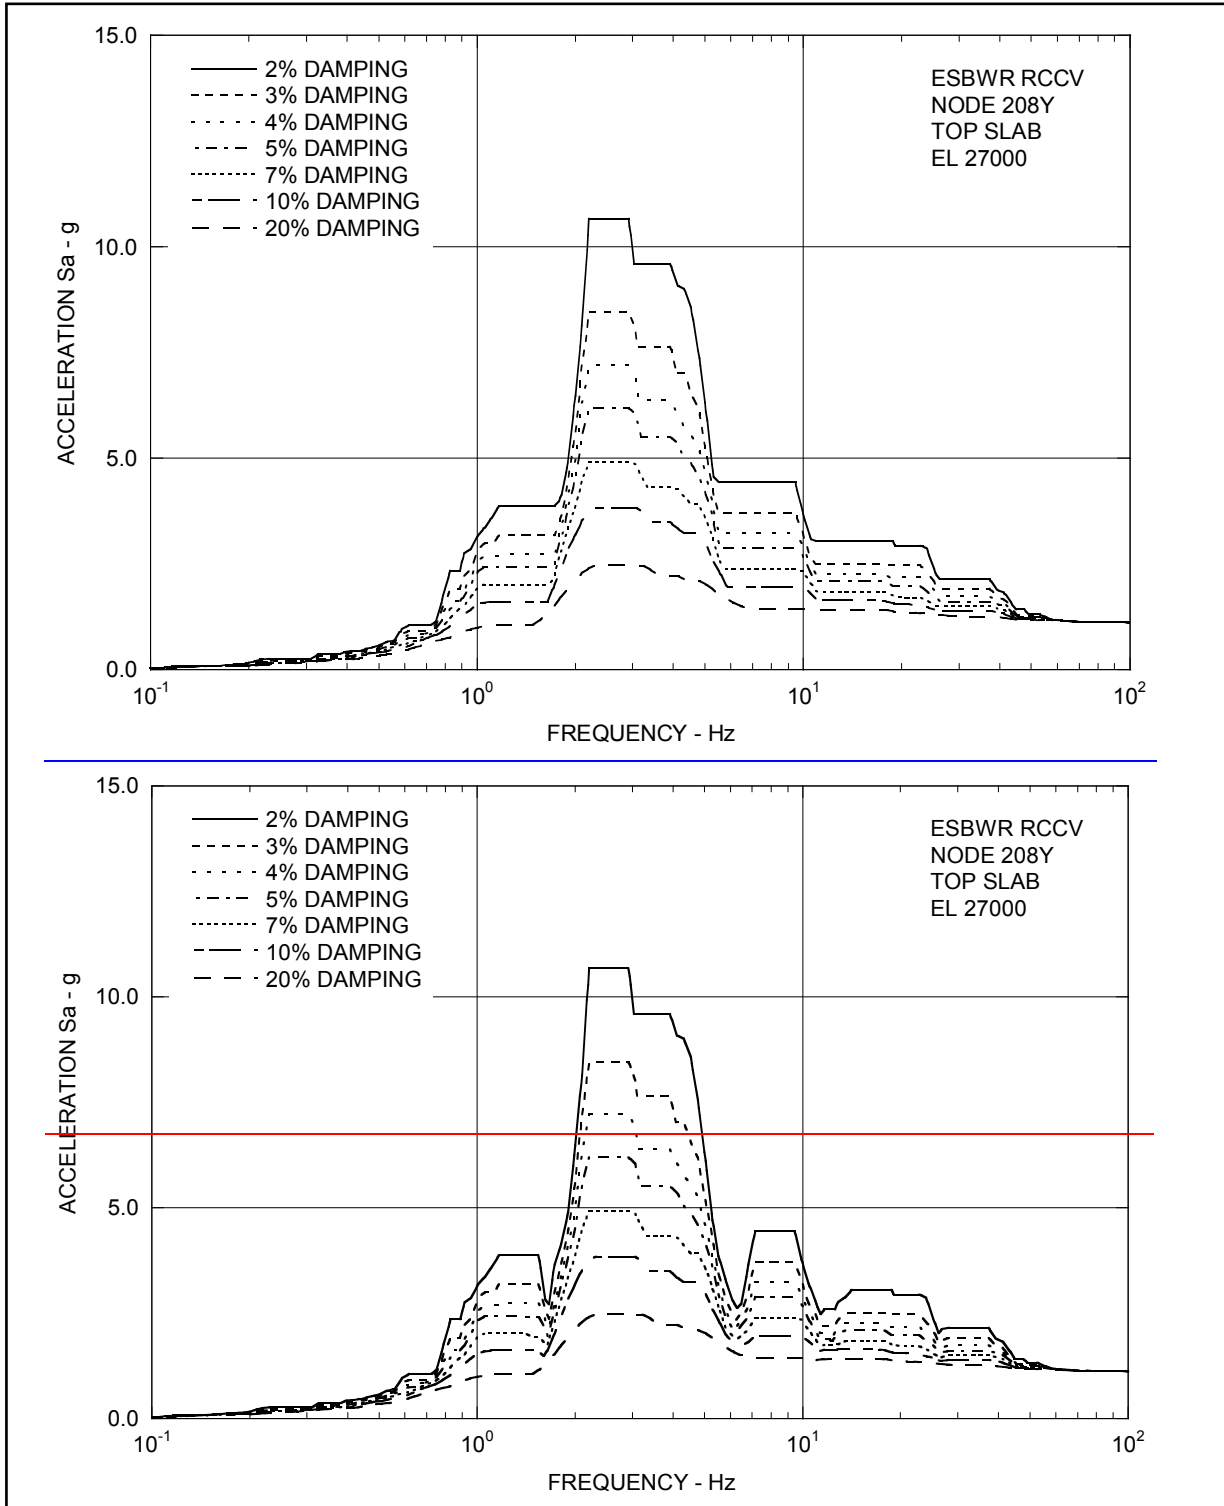 15.0
2% DAMPING
3% DAMPING
4% DAMPING
5% DAMPING
7% DAMPING
10% DAMPING
20% DAMPING
ESBWR RCCV
NODE 208Y
TOP SLAB
EL 27000
10.0
ACCELERATION Sa - g
5.0
0.0
10⁻¹
10⁰
10¹
10²
FREQUENCY - Hz
15.0
2% DAMPING
3% DAMPING
4% DAMPING
5% DAMPING
7% DAMPING
10% DAMPING
20% DAMPING
ESBWR RCCV
NODE 208Y
TOP SLAB
EL 27000
10.0
ACCELERATION Sa - g
5.0
0.0
10⁻¹
10⁰
10¹
10²
FREQUENCY - Hz